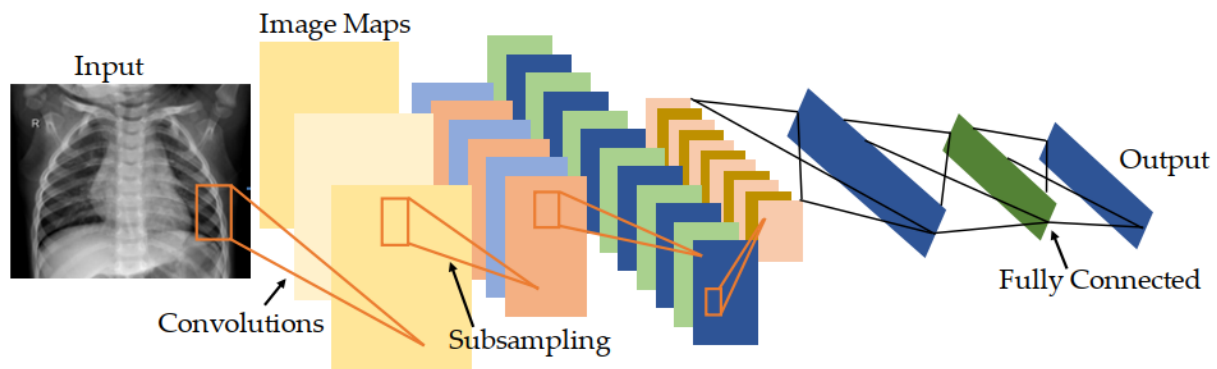 Image Maps
Input
R
Output
Fully Connected
Convolutions
Subsampling